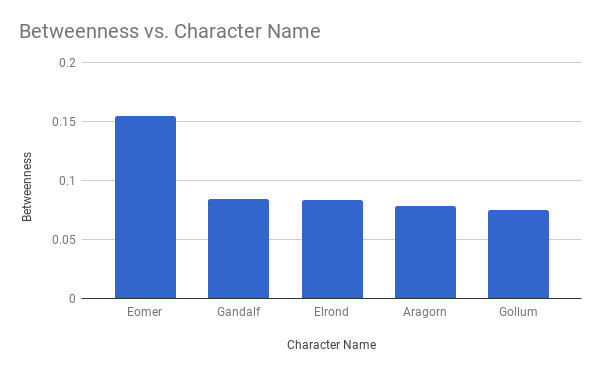 Betweenness vs. Character Name
0.2
0.15
0.1
0.05
0
Betweenness
Eomer Gandalf Elrond Aragorn Gollum
Character Name